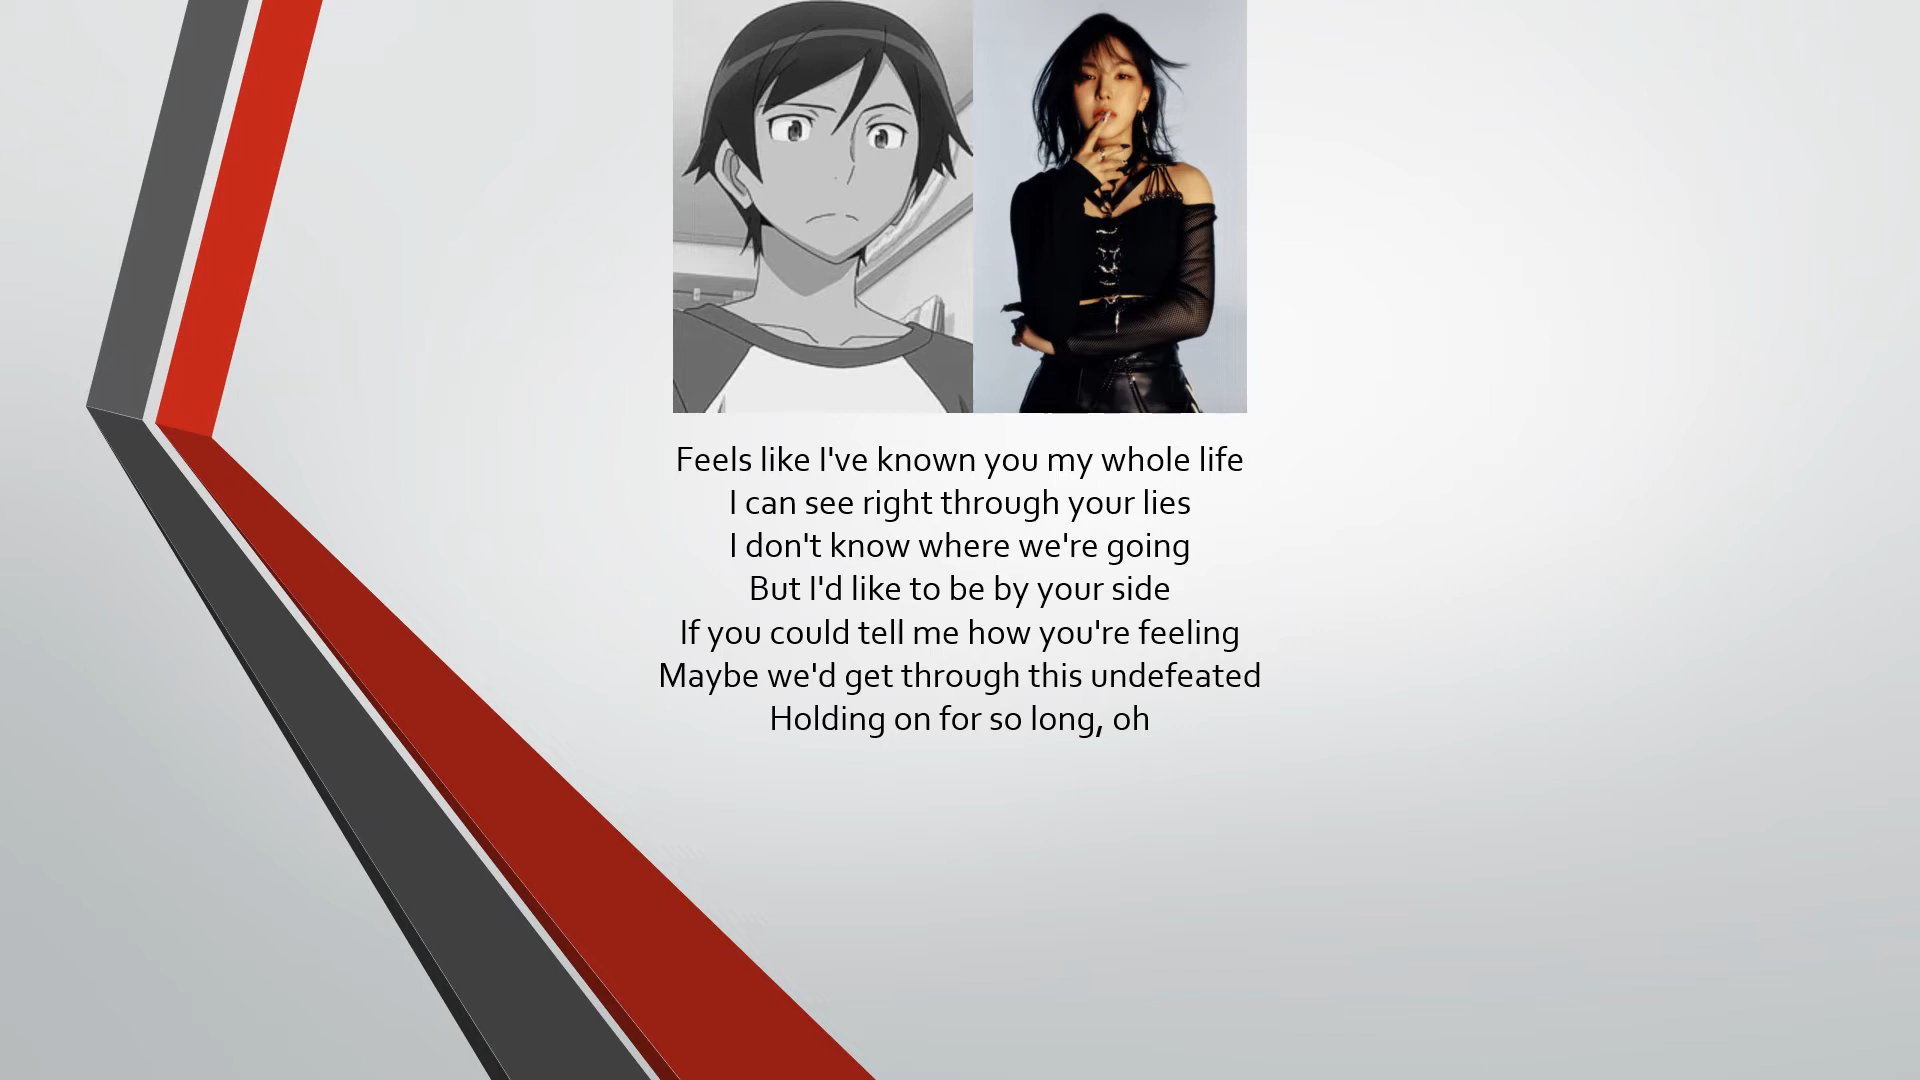 Feels like I've known you my whole life
I can see right through your lies
I don't know where we're going
But I'd like to be by your side
If you could tell me how you're feeling
Maybe we'd get through this undefeated
Holding on for so long, oh